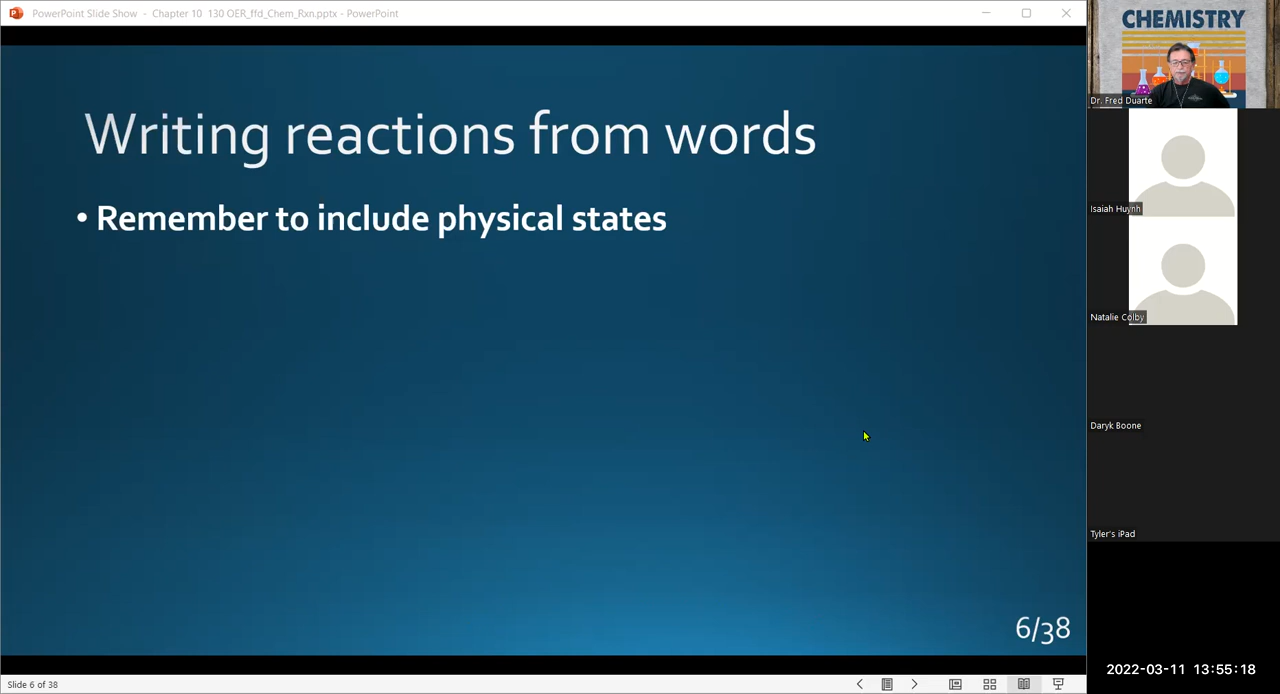 PowerPoint Slide Show - Chapter 10 130 OER_ffd_Chem_Rxn.pptx - PowerPoint
Writing reactions from words
• Remember to include physical states
6/38
Slide 6 of 38
CHEMISTRY
Dr. Fred Duarte
Isaiah Huynh
Natalie Colby
Daryk Boone
Tyler's iPad
2022-03-11 13:55:18